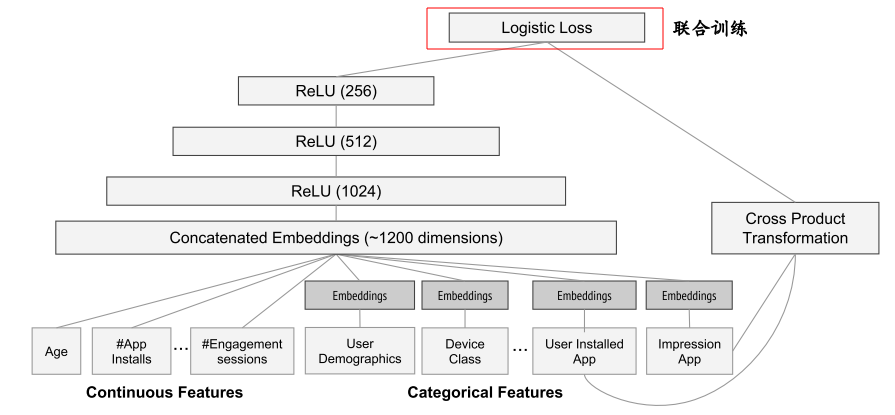 Logistic Loss
联合训练
ReLU (256)
ReLU (512)
ReLU (1024)
Concatenated Embeddings (~1200 dimensions)
Cross Product
Transformation
Embeddings
Embeddings
Embeddings
Embeddings
Age
#App
Installs
...
#Engagement
sessions
User
Demographics
Device
Class
...
User Installed
App
Impression
App
Continuous Features
Categorical Features